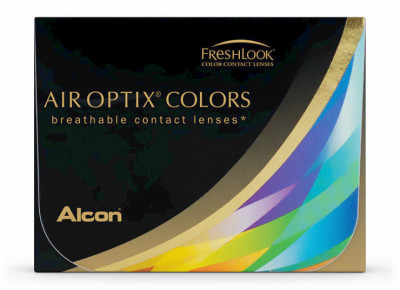 FRESHLOOK®
COLOR CONTACT LENSES
AIR OPTIX® COLORS
breathable contact lenses*
Alcon